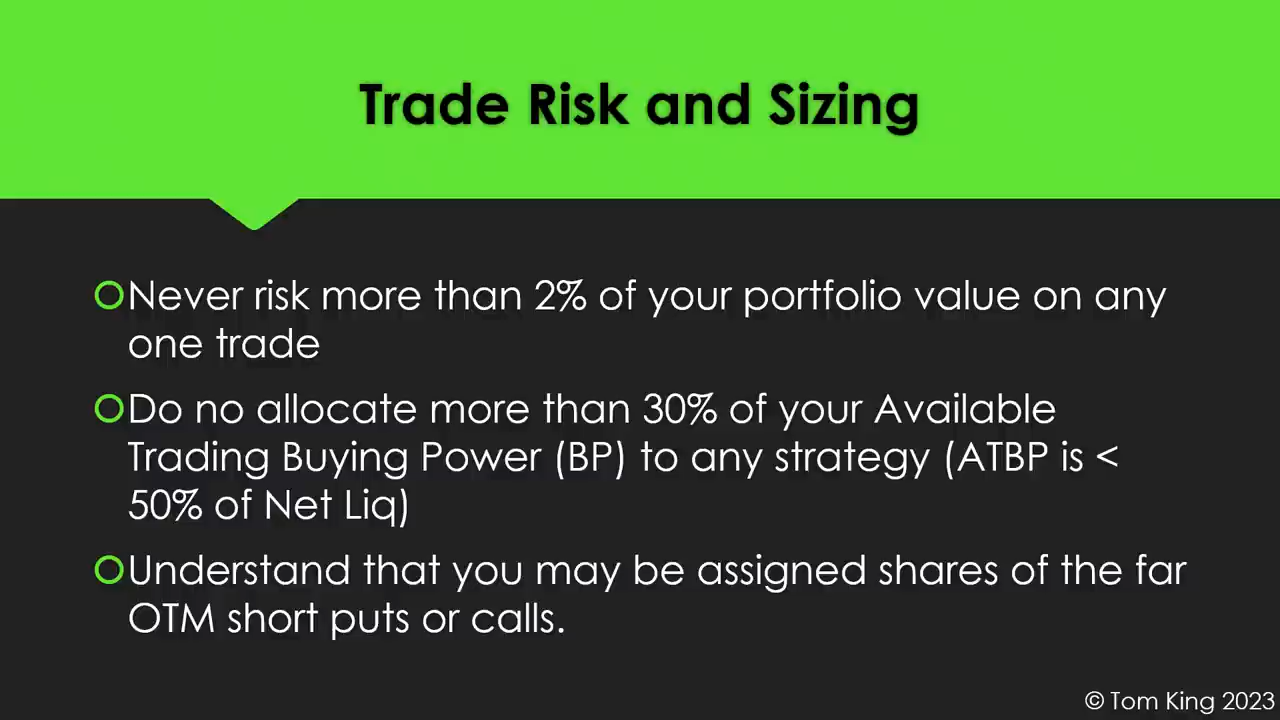 Trade Risk and Sizing
Never risk more than 2% of your portfolio value on any
one trade
Do no allocate more than 30% of your Available
Trading Buying Power (BP) to any strategy (ATBP is <
50% of Net Liq)
Understand that you may be assigned shares of the far
OTM short puts or calls.
© Tom King 2023